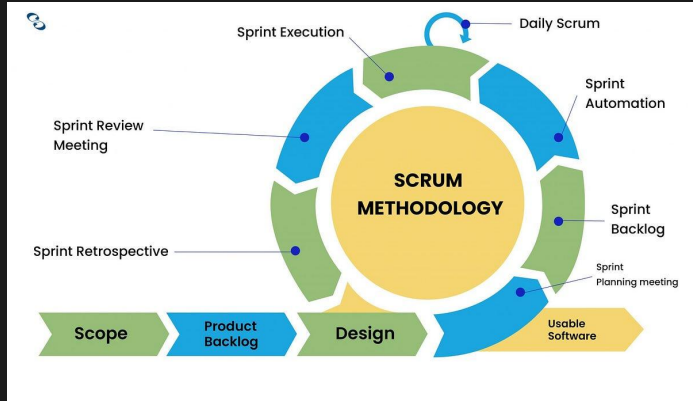 Daily Scrum
Sprint Execution
Sprint
Automation
Sprint Review
Meeting
SCRUM
METHODOLOGY
Sprint
Backlog
Sprint Retrospective
Sprint
Planning meeting
Scope
Product
Backlog
Design
Usable
Software